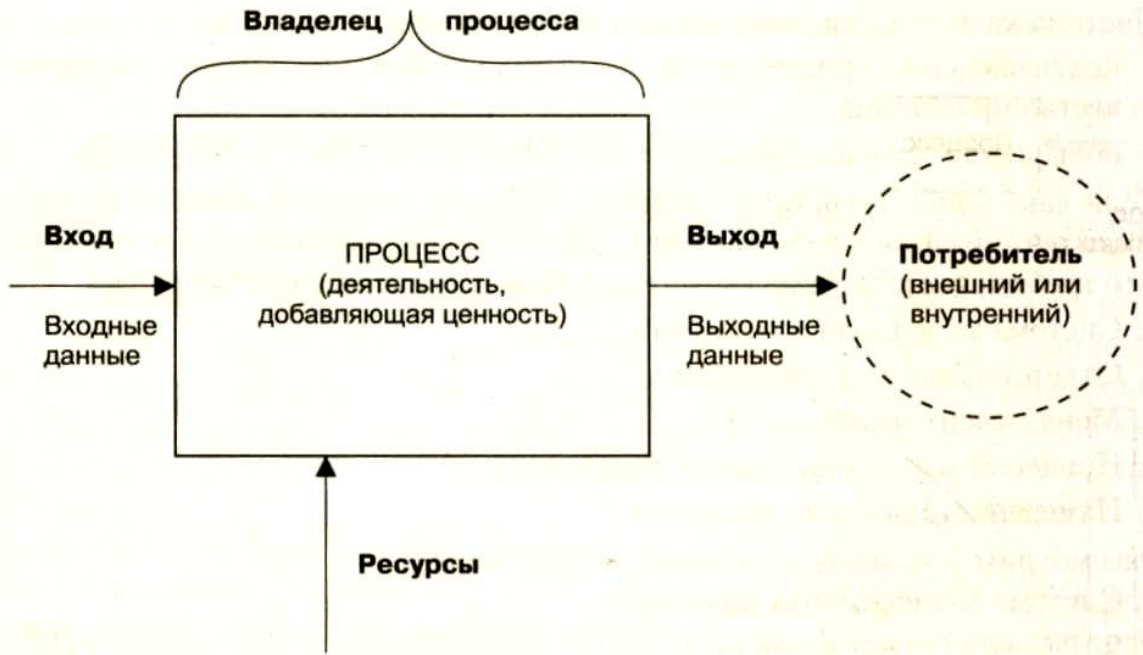 Владелец процесса
Вход
Входные
данные
ПРОЦЕСС
(деятельность,
добавляющая ценность)
Выход
Выходные
данные
Потребитель
(внешний или
внутренний)
Ресурсы